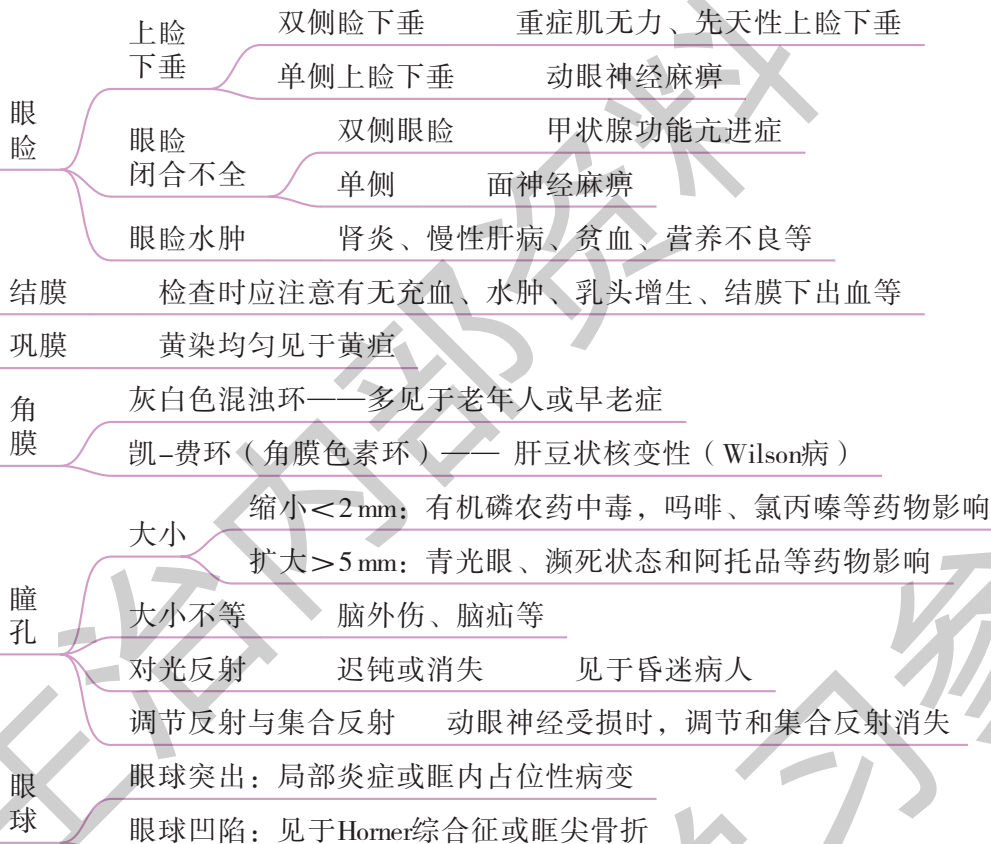 眼睑
上睑下垂
双侧睑下垂 重症肌无力、先天性上睑下垂
单侧上睑下垂 动眼神经麻痹
眼睑闭合不全
双侧眼睑 甲状腺功能亢进症
单侧 面神经麻痹
眼睑水肿 肾炎、慢性肝病、贫血、营养不良等
结膜 检查时应注意有无充血、水肿、乳头增生、结膜下出血等
巩膜 黄染均匀见于黄疸
角膜
灰白色混浊环——多见于老年人或早老症
凯-费环（角膜色素环）—— 肝豆状核变性（Wilson病）
瞳孔
大小
缩小＜2 mm：有机磷农药中毒，吗啡、氯丙嗪等药物影响
扩大＞5 mm：青光眼、濒死状态和阿托品等药物影响
大小不等 脑外伤、脑疝等
对光反射 迟钝或消失 见于昏迷病人
调节反射与集合反射 动眼神经受损时，调节和集合反射消失
眼球
眼球突出：局部炎症或眶内占位性病变
眼球凹陷：见于Horner综合征或眶尖骨折
主治内部资料
学习